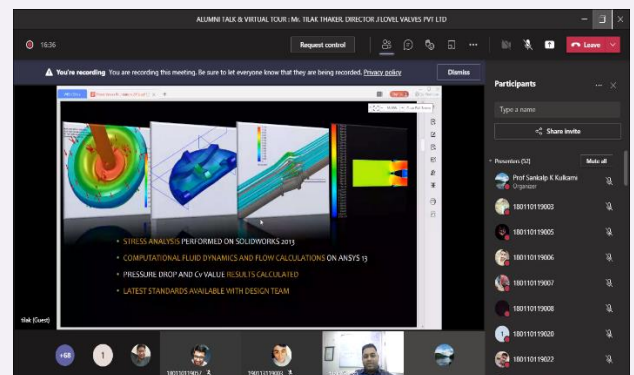 ALUMNI TALK & VIRTUAL TOUR : Mr. TILAK THAKER. DIRECTOR J LOVEL VALVES PVT LTD
16:36
Request control
Leave
You're recording You are recording this meeting. Be sure to let everyone know that they are being recorded. Privacy policy
Dismiss
STRESS ANALYSIS PERFORMED ON SOLIDWORKS 2013
COMPUTATIONAL FLUID DYNAMICS AND FLOW CALCULATIONS ON ANSYS 13
PRESSURE DROP AND Cv VALUE RESULTS CALCULATED
LATEST STANDARDS AVAILABLE WITH DESIGN TEAM
tilak (Guest)
+68
1
180110119057
190113119003
Participants
Type a name
Share invite
Presenters (52)
Mute all
Prof Sankalp K Kulkarni
Organizer
180110119003
180110119005
180110119006
180110119007
180110119008
1
180110119020
180110119022